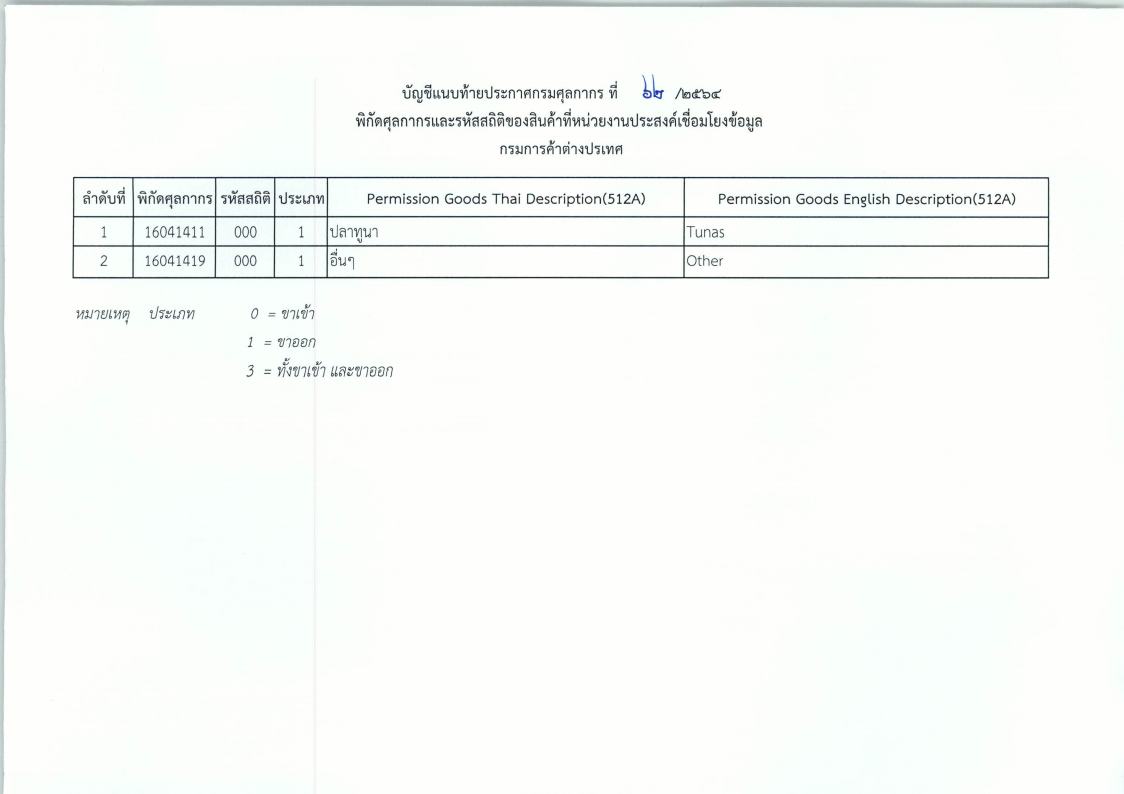 บัญชีแนบท้ายประกาศกรมศุลกากร ที่ ๖๒ /๒๕๖๔
พิกัดศุลกากรและรหัสสถิติของสินค้าที่หน่วยงานประสงค์เชื่อมโยงข้อมูล
กรมการค้าต่างประเทศ
ลำดับที่ พิกัดศุลกากร รหัสสถิติ ประเภท Permission Goods Thai Description(512A) Permission Goods English Description(512A)
1 16041411 000 1 ปลาทูนา Tunas
2 16041419 000 1 อื่นๆ Other
หมายเหตุ ประเภท 0 = ขาเข้า
1 = ขาออก
3 = ทั้งขาเข้า และขาออก